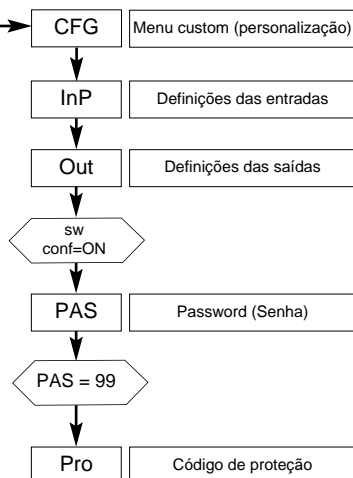 CFG
Menu custom (personalização)
InP
Definições das entradas
Out
Definições das saídas
sw
conf=ON
PAS
Password (Senha)
PAS = 99
Pro
Código de proteção